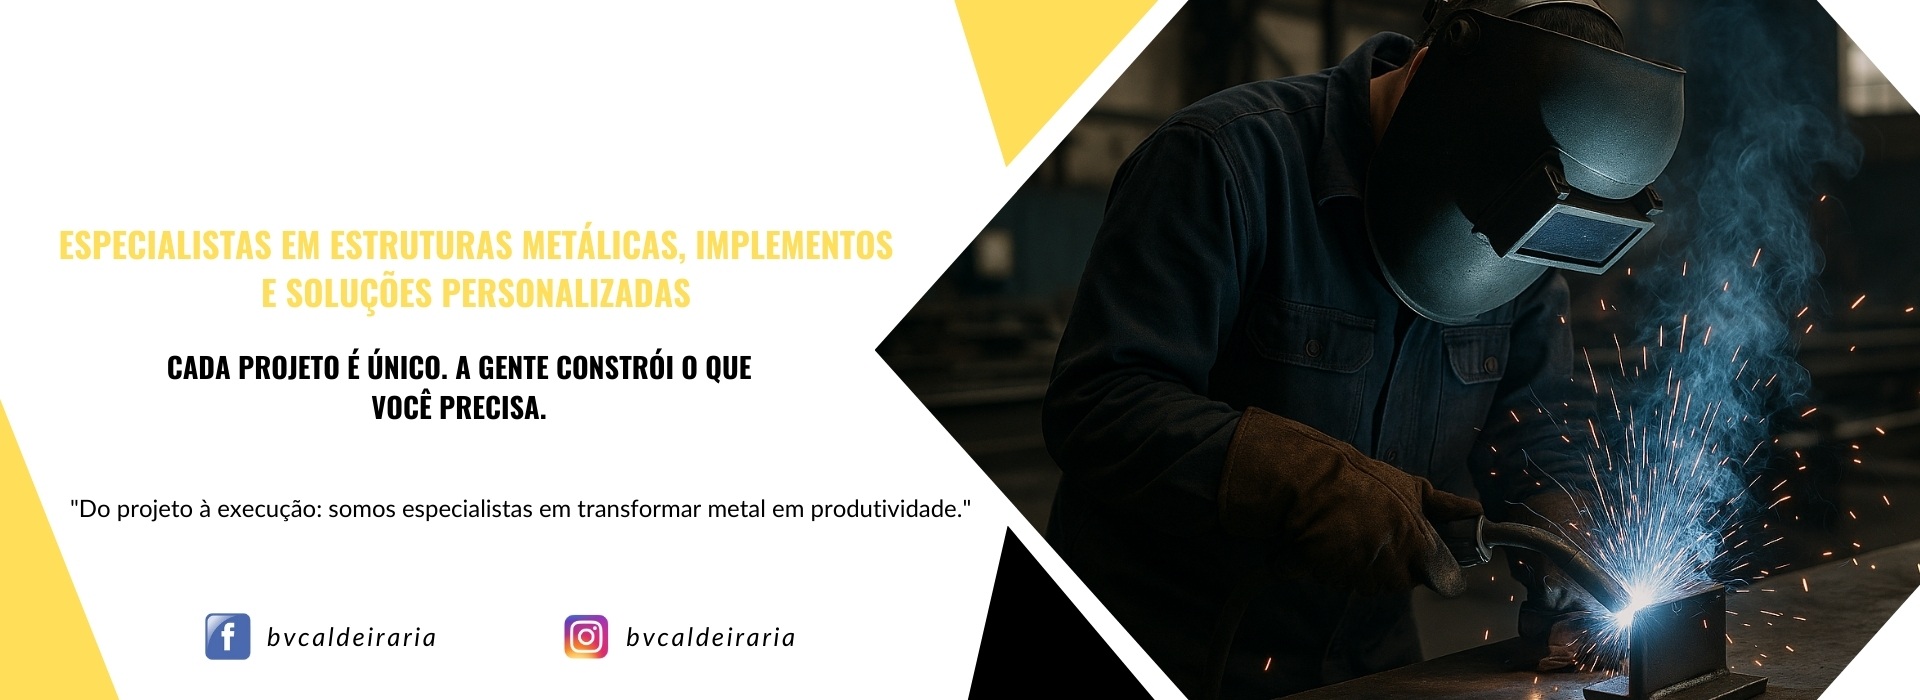 ESPECIALISTAS EM ESTRUTURAS METÁLICAS, IMPLEMENTOS
E SOLUÇÕES PERSONALIZADAS
CADA PROJETO É ÚNICO. A GENTE CONSTRÓI O QUE
VOCÊ PRECISA.
"Do projeto à execução: somos especialistas em transformar metal em produtividade."
f bvcaldeiraria
bvcaldeiraria